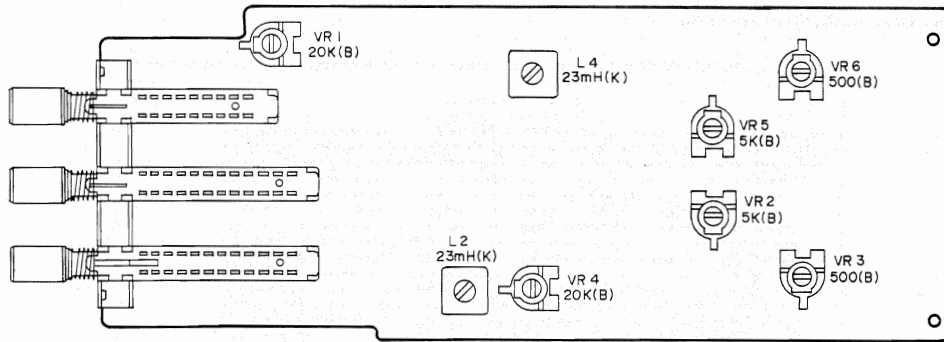 VR 1
20K(B)
L 4
23mH(K)
VR 6
500(B)
VR 5
5K(B)
VR 2
5K(B)
L 2
23mH(K)
VR 3
500(B)
VR 4
20K(B)